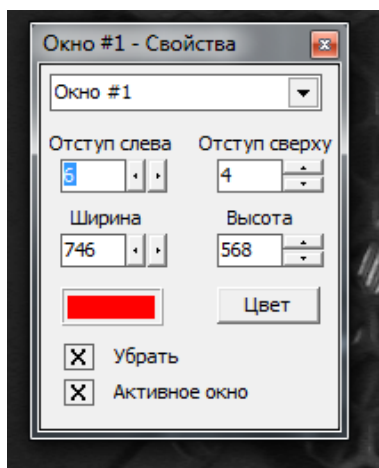 Окно #1 - Свойства
Окно #1
Отступ слева Отступ сверху
6 4
Ширина Высота
746 568
Цвет
X Убрать
X Активное окно